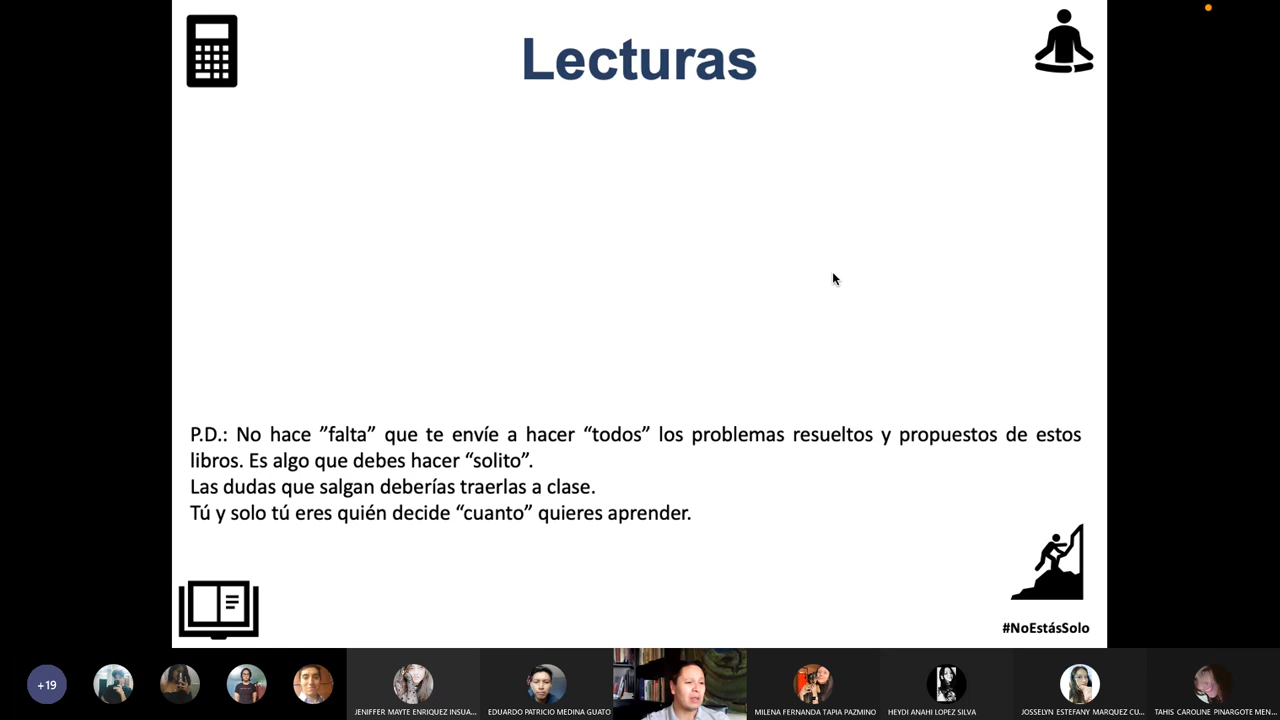 Lecturas
P.D.: No hace ”falta” que te envíe a hacer “todos” los problemas resueltos y propuestos de estos
libros. Es algo que debes hacer “solito”.
Las dudas que salgan deberías traerlas a clase.
Tú y solo tú eres quién decide “cuanto” quieres aprender.
#NoEstásSolo
+19
JENIFFER MAYTE ENRIQUEZ INSUA...
EDUARDO PATRICIO MEDINA GUATO
MILENA FERNANDA TAPIA PAZMINO
HEYDI ANAHI LOPEZ SILVA
JOSSELYN ESTEFANY MARQUEZ CU...
TAHIS CAROLINE PINARGOTE MEN...